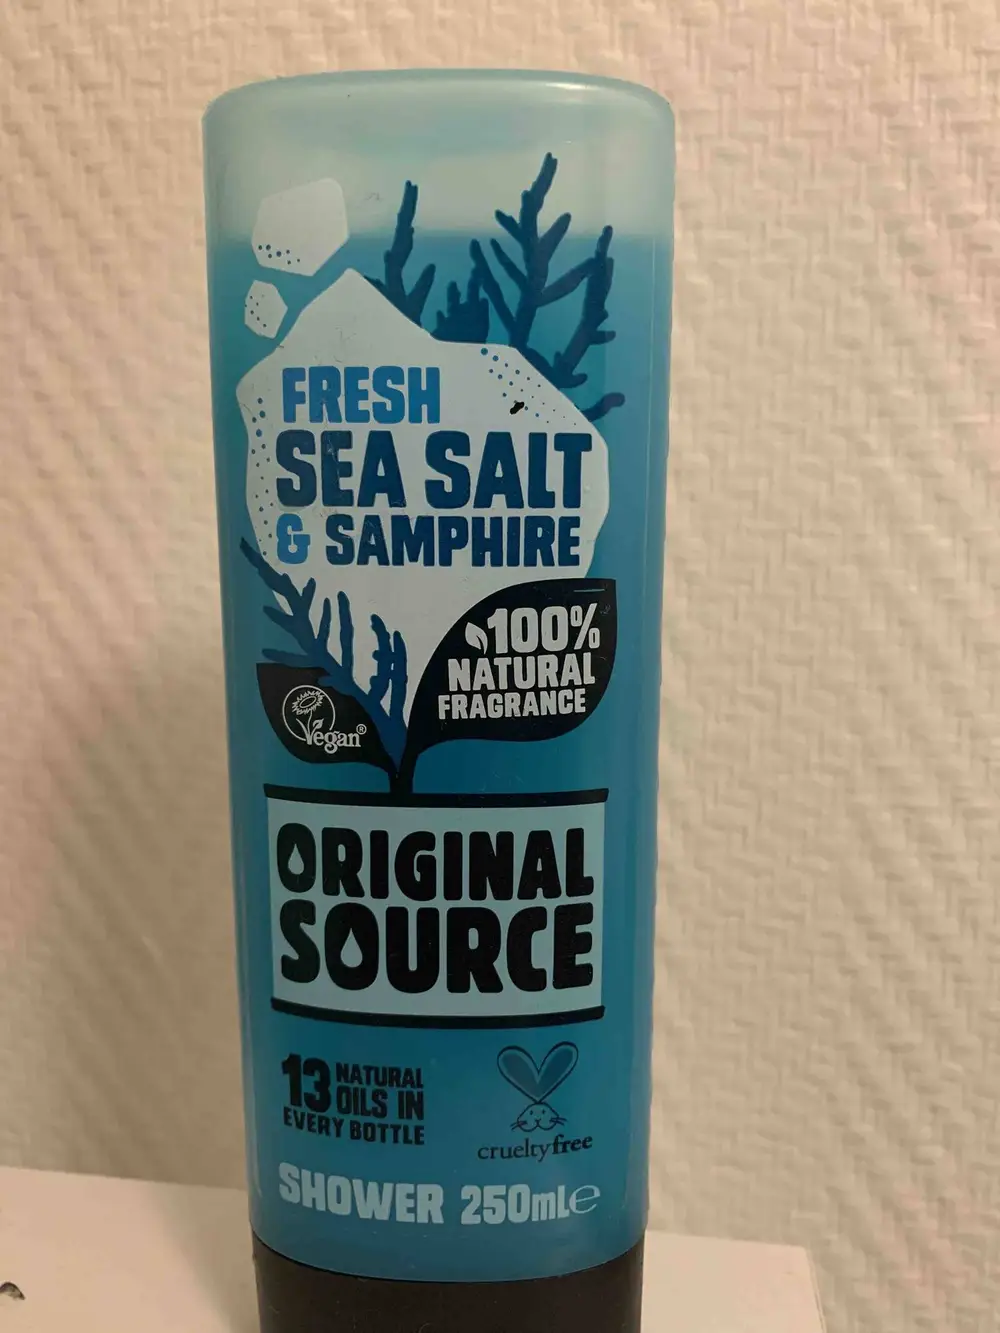 FRESH
SEA SALT
& SAMPHIRE
100%
NATURAL
FRAGRANCE
Vegan®
ORIGINAL
SOURCE
13 NATURAL
OILS IN
EVERY BOTTLE
crueltyfree
SHOWER 250mL℮